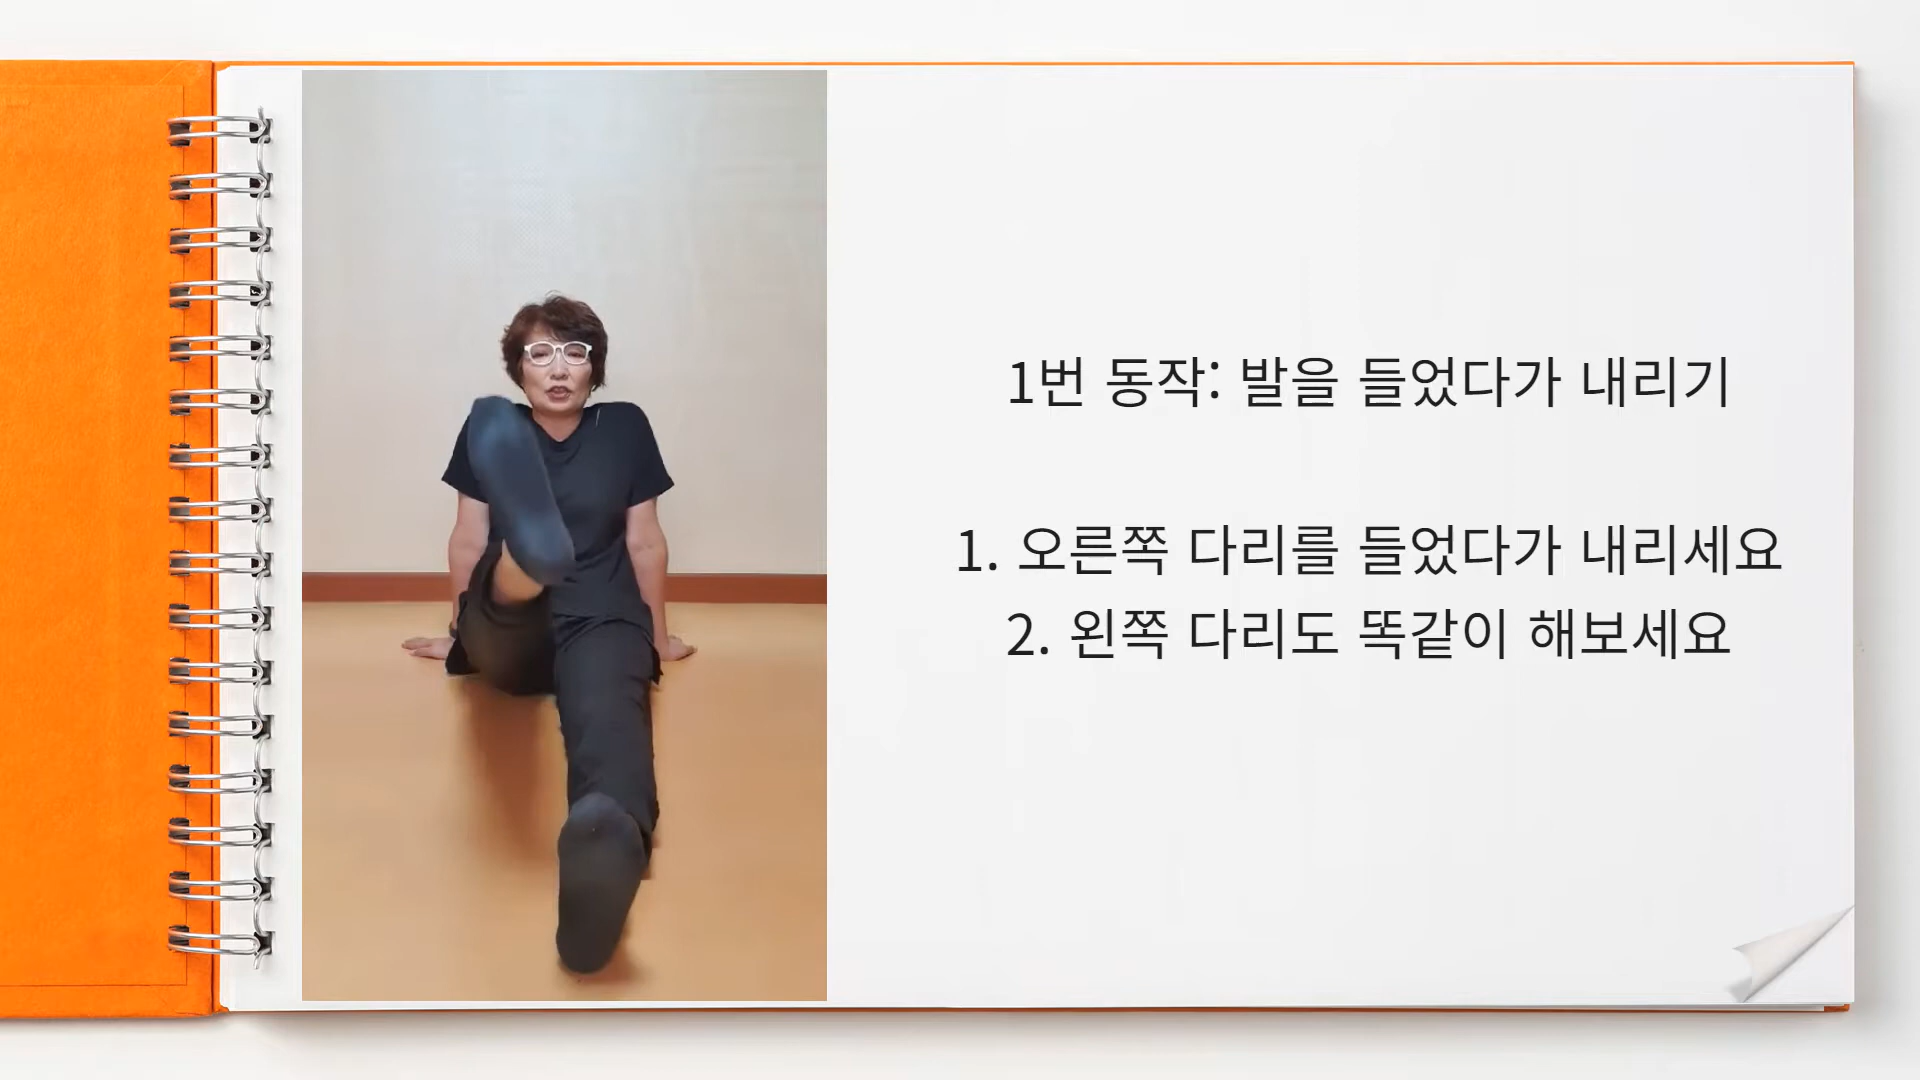 1번 동작: 발을 들었다가 내리기
1. 오른쪽 다리를 들었다가 내리세요
2. 왼쪽 다리도 똑같이 해보세요